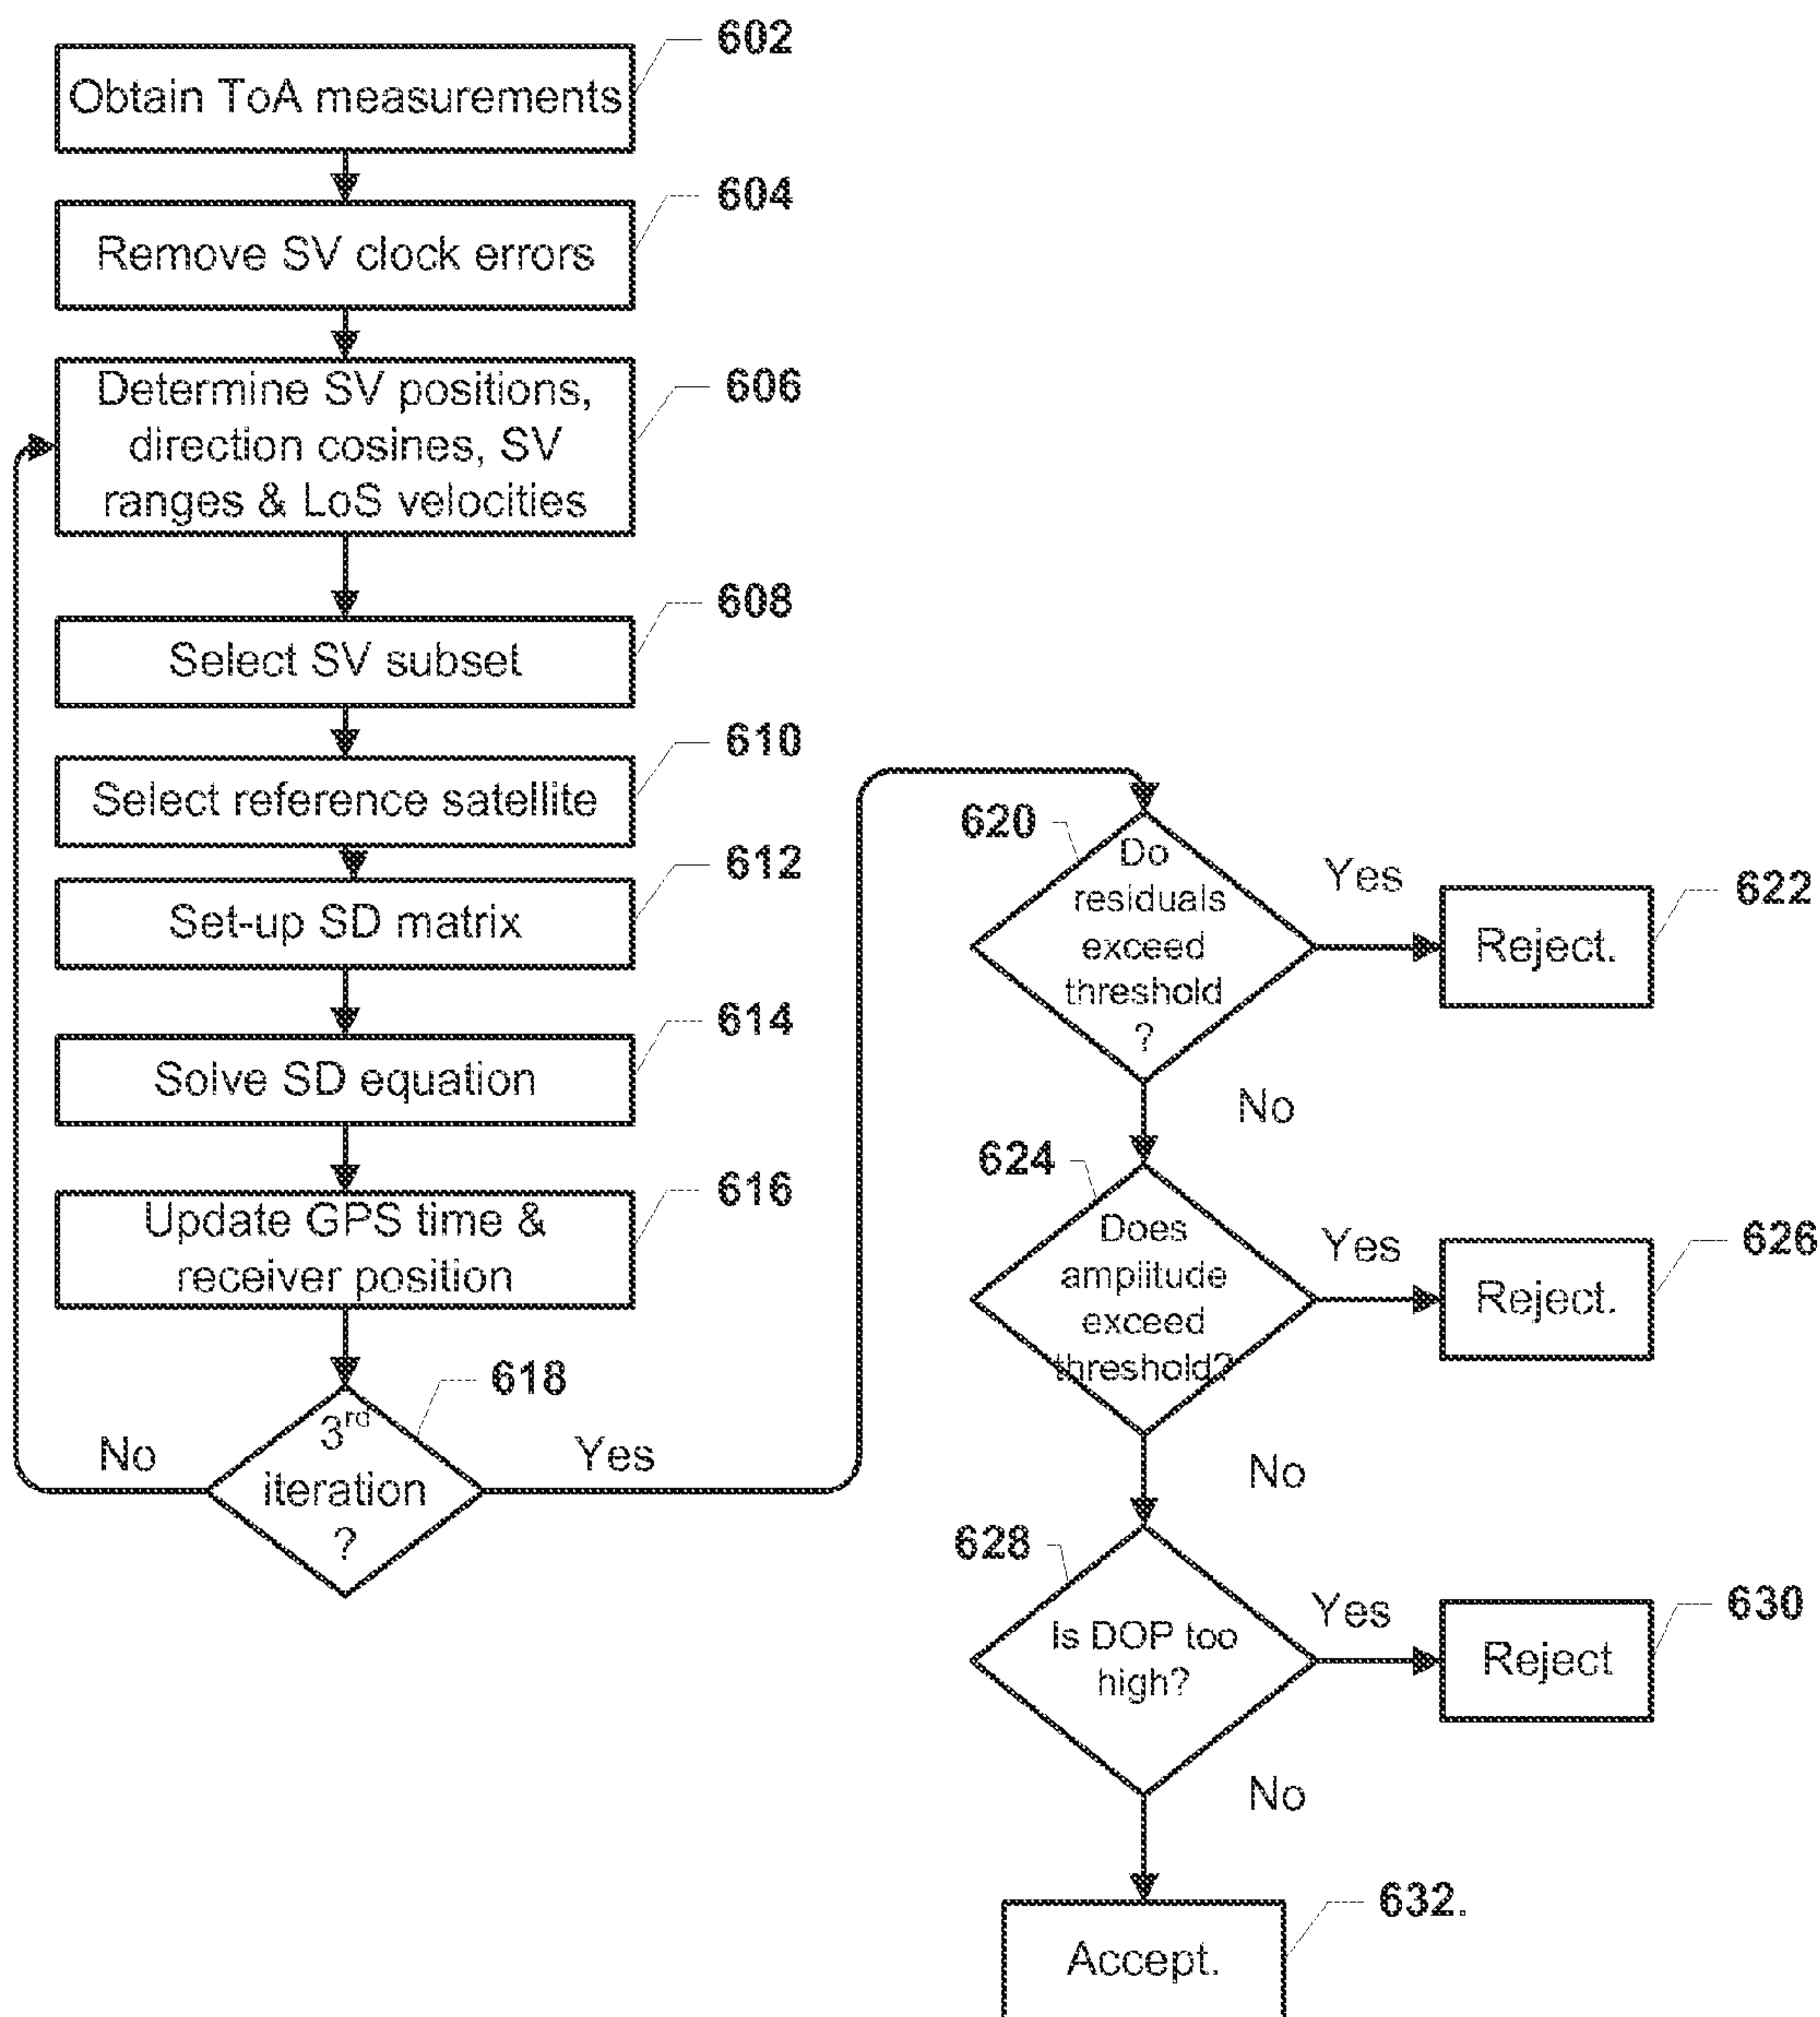 602
Obtain ToA measurements
604
Remove SV clock errors
606
Determine SV positions,
direction cosines, SV
ranges & LoS velocities
608
Select SV subset
610
Select reference satellite
612
Set-up SD matrix
614
Solve SD equation
616
Update GPS time &
receiver position
618
3rd
iteration
?
No
Yes
620
Do
residuals
exceed
threshold
?
Yes
622
Reject.
No
624
Does
amplitude
exceed
threshold?
Yes
626
Reject.
No
628
Is DOP too
high?
Yes
630
Reject
No
632.
Accept.